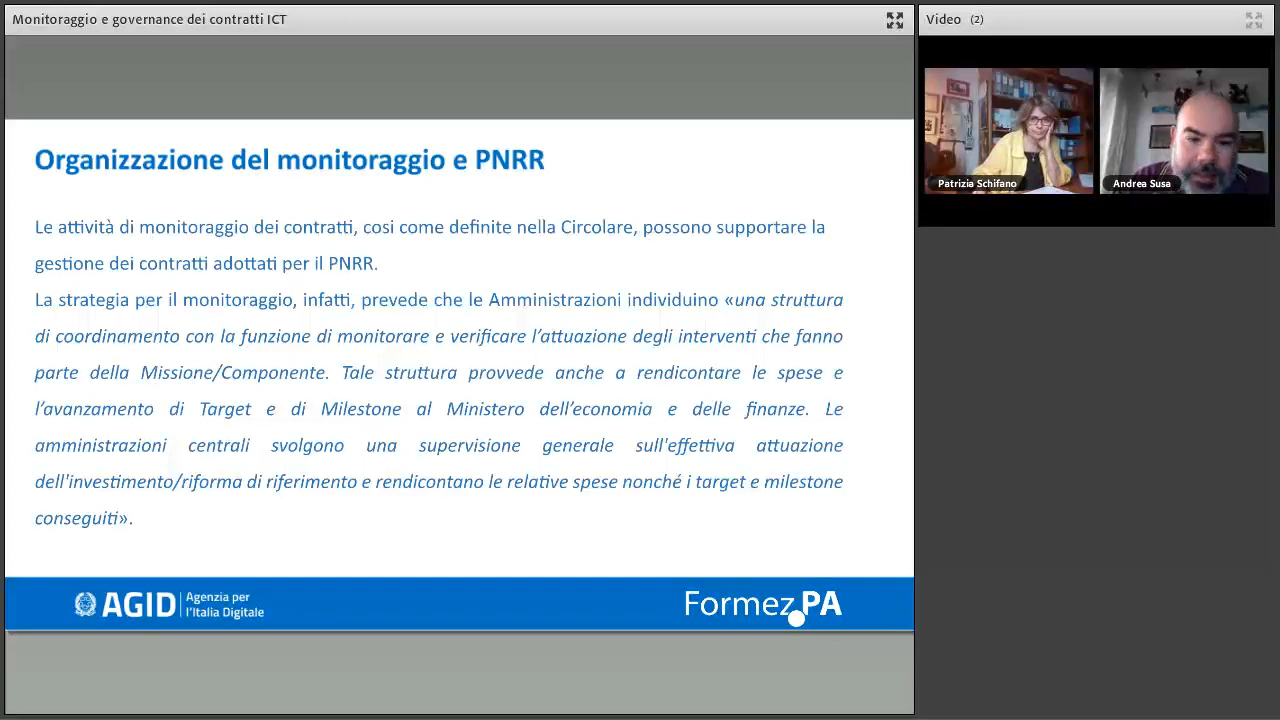 Monitoraggio e governance dei contratti ICT
Video (2)
Patrizia Schifano
Andrea Susa
Organizzazione del monitoraggio e PNRR
Le attività di monitoraggio dei contratti, cosi come definite nella Circolare, possono supportare la
gestione dei contratti adottati per il PNRR.
La strategia per il monitoraggio, infatti, prevede che le Amministrazioni individuino «una struttura
di coordinamento con la funzione di monitorare e verificare l’attuazione degli interventi che fanno
parte della Missione/Componente. Tale struttura provvede anche a rendicontare le spese e
l’avanzamento di Target e di Milestone al Ministero dell’economia e delle finanze. Le
amministrazioni centrali svolgono una supervisione generale sull'effettiva attuazione
dell'investimento/riforma di riferimento e rendicontano le relative spese nonché i target e milestone
conseguiti».
AGID
Agenzia per
l’Italia Digitale
Formez PA